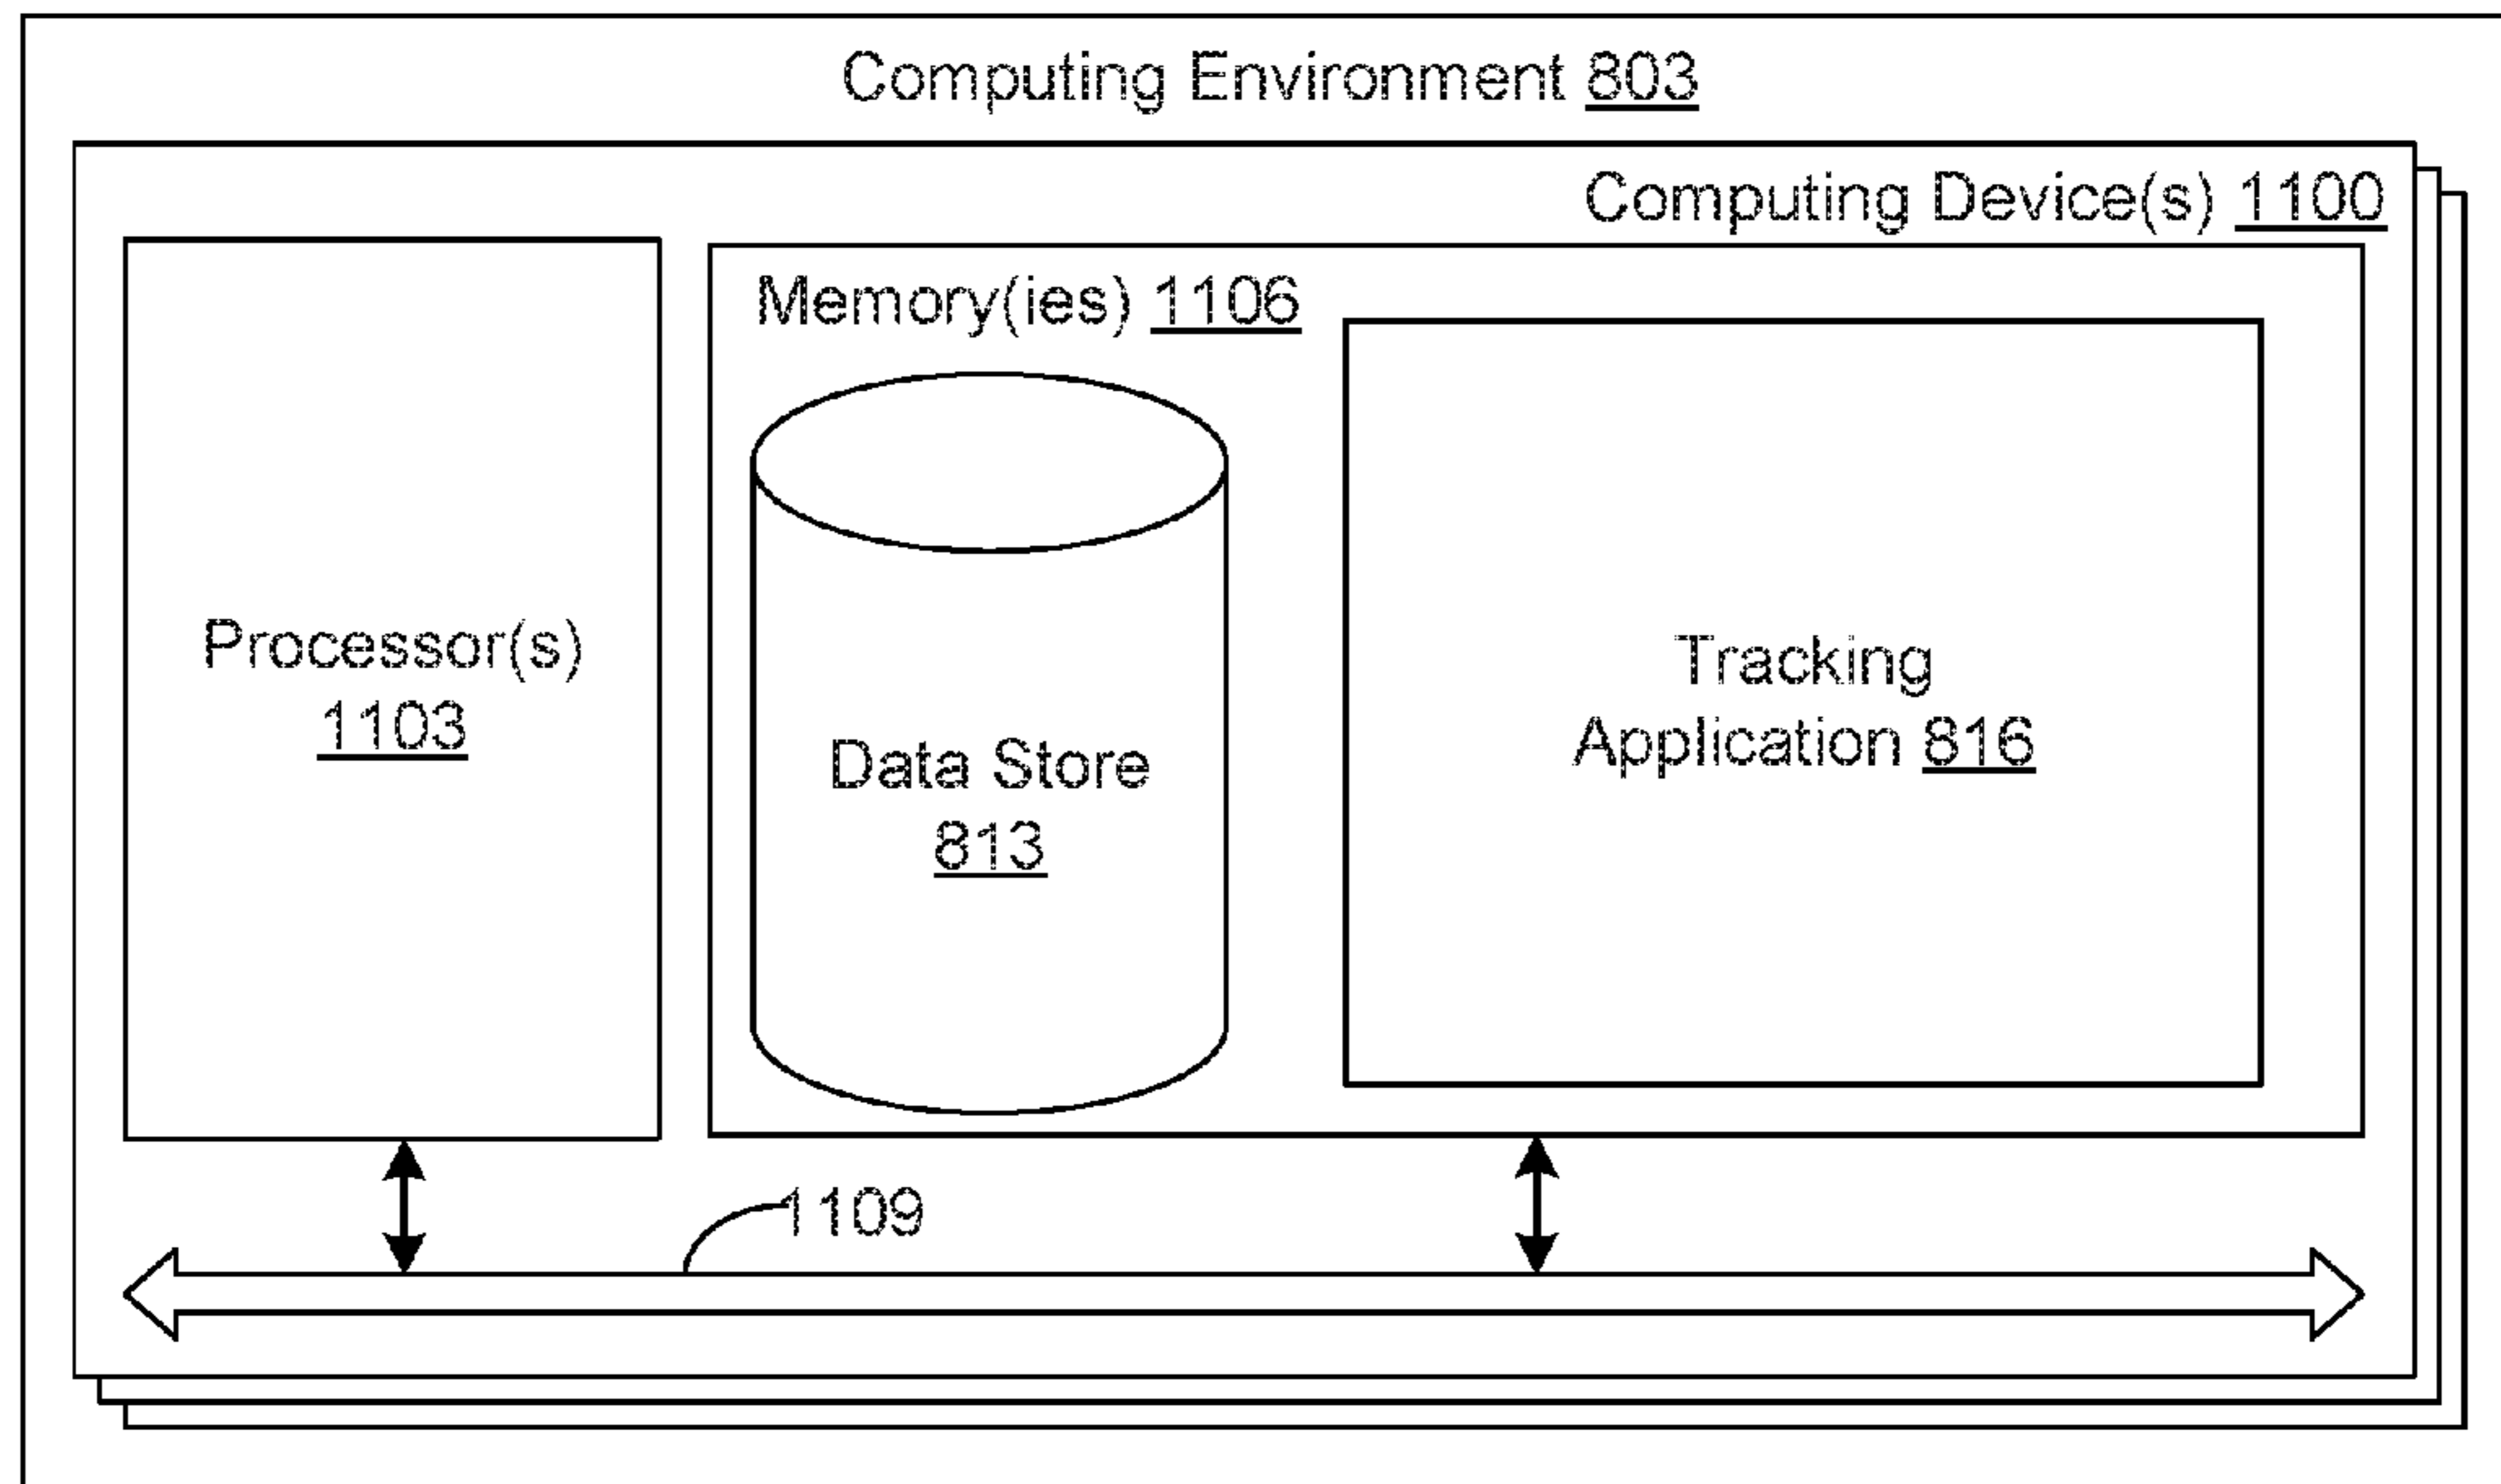 Computing Environment 803
Computing Device(s) 1100
Memory(ies) 1106
Processor(s)
1103
Data Store
813
Tracking
Application 816
1109